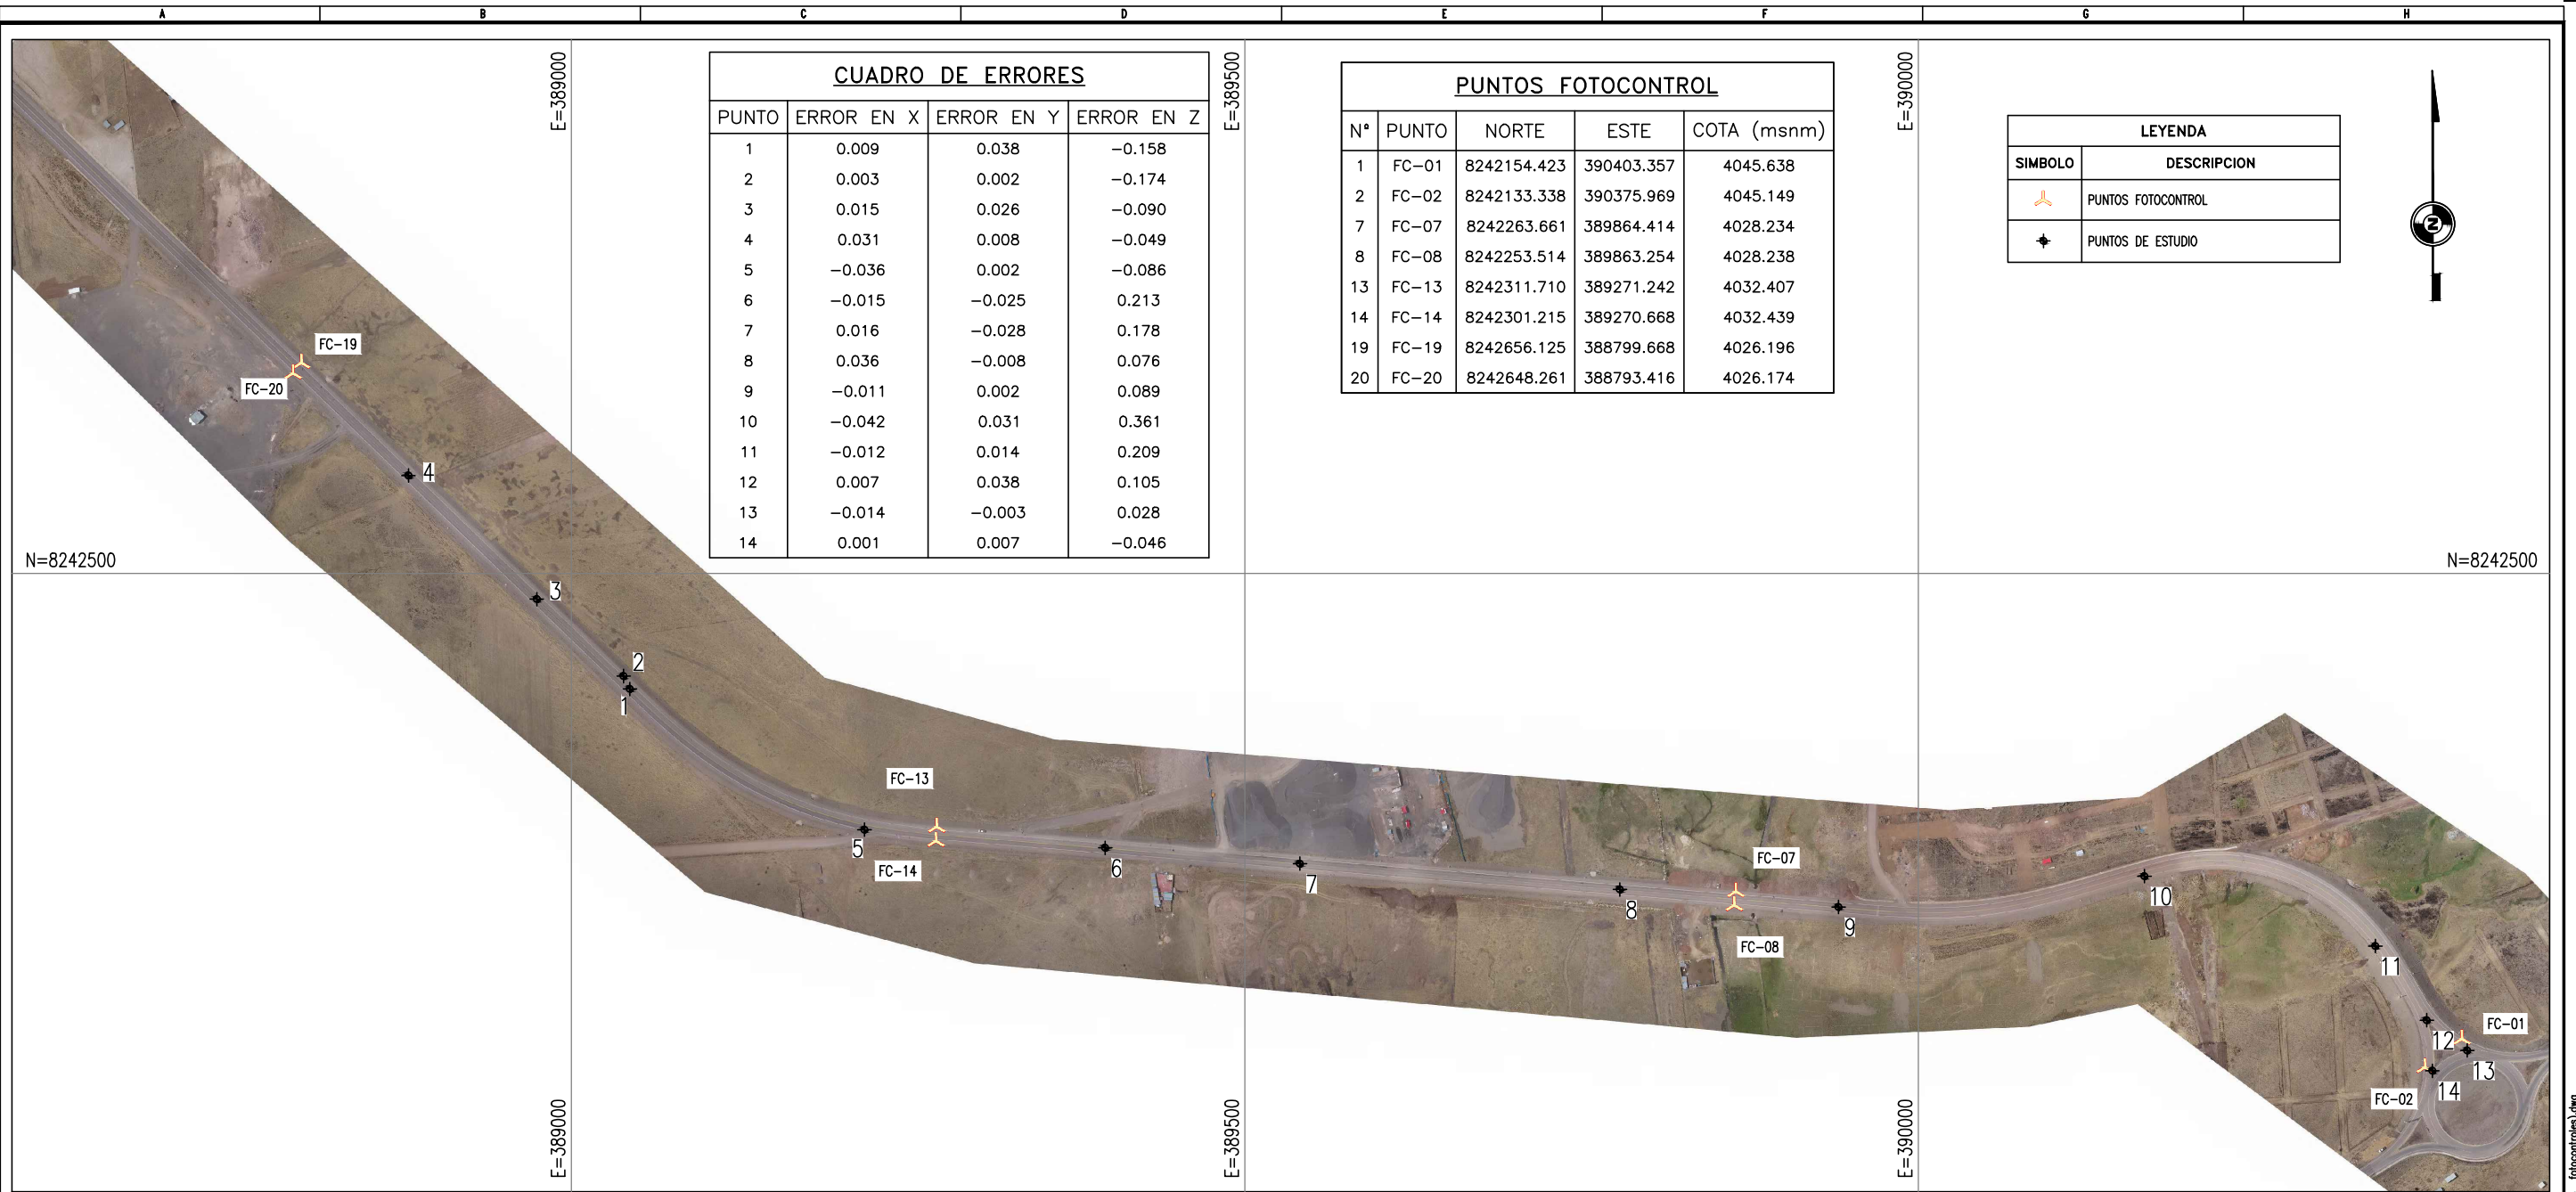 A B C D E F G H
E=389000
E=389500
E=390000
CUADRO DE ERRORES
PUNTO ERROR EN X ERROR EN Y ERROR EN Z
1 0.009 0.038 −0.158
2 0.003 0.002 −0.174
3 0.015 0.026 −0.090
4 0.031 0.008 −0.049
5 −0.036 0.002 −0.086
6 −0.015 −0.025 0.213
7 0.016 −0.028 0.178
8 0.036 −0.008 0.076
9 −0.011 0.002 0.089
10 −0.042 0.031 0.361
11 −0.012 0.014 0.209
12 0.007 0.038 0.105
13 −0.014 −0.003 0.028
14 0.001 0.007 −0.046
PUNTOS FOTOCONTROL
Nº PUNTO NORTE ESTE COTA (msnm)
1 FC−01 8242154.423 390403.357 4045.638
2 FC−02 8242133.338 390375.969 4045.149
7 FC−07 8242263.661 389864.414 4028.234
8 FC−08 8242253.514 389863.254 4028.238
13 FC−13 8242311.710 389271.242 4032.407
14 FC−14 8242301.215 389270.668 4032.439
19 FC−19 8242656.125 388799.668 4026.196
20 FC−20 8242648.261 388793.416 4026.174
LEYENDA
SIMBOLO DESCRIPCION
PUNTOS FOTOCONTROL
PUNTOS DE ESTUDIO
N
FC−19
FC−20
4
N=8242500
N=8242500
3
2
1
FC−13
5
FC−14
6
7
8
FC−07
FC−08
9
10
11
12
FC−01
13
14
FC−02
E=389000
E=389500
E=390000
fotocontroles).dwg